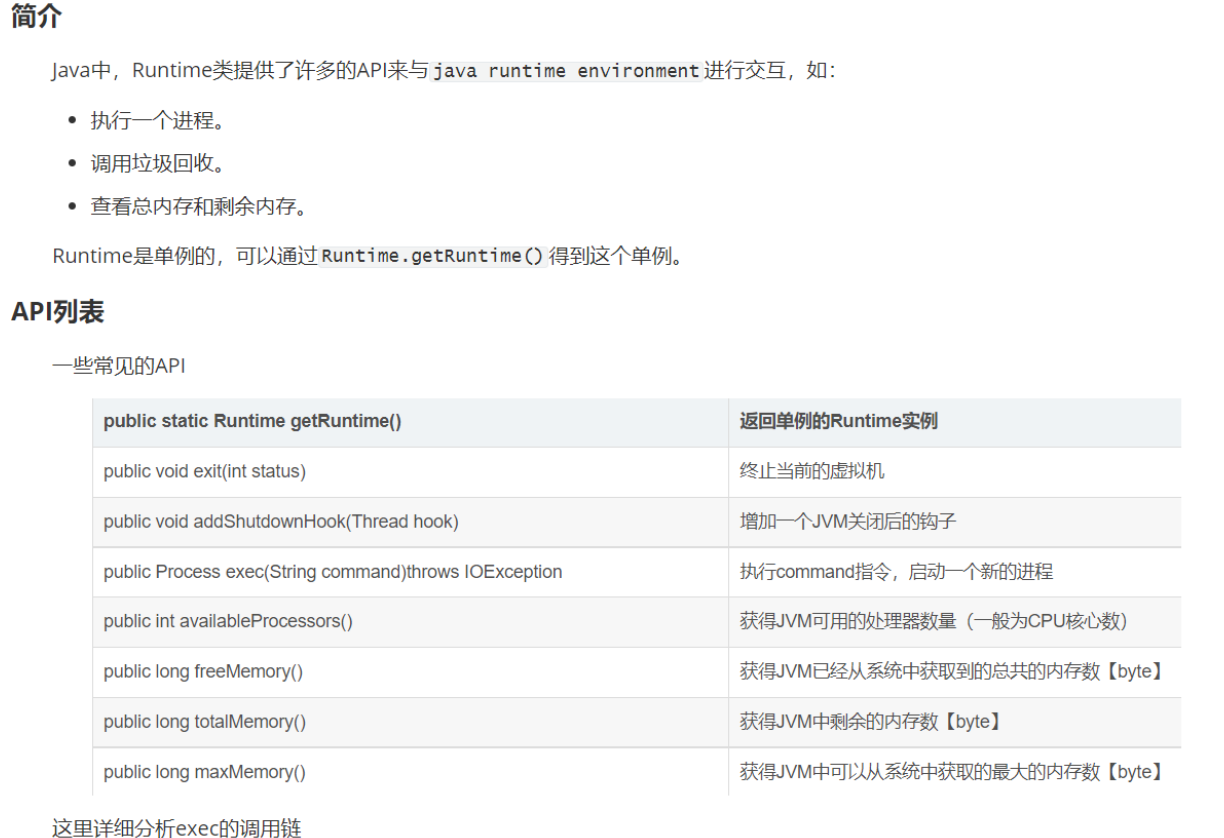 简介
Java中，Runtime类提供了许多的API来与java runtime environment进行交互，如：
执行一个进程。
调用垃圾回收。
查看总内存和剩余内存。
Runtime是单例的，可以通过Runtime.getRuntime()得到这个单例。
API列表
一些常见的API
public static Runtime getRuntime() 返回单例的Runtime实例
public void exit(int status) 终止当前的虚拟机
public void addShutdownHook(Thread hook) 增加一个JVM关闭后的钩子
public Process exec(String command)throws IOException 执行command指令，启动一个新的进程
public int availableProcessors() 获得JVM可用的处理器数量（一般为CPU核心数）
public long freeMemory() 获得JVM已经从系统中获取到的总共的内存数【byte】
public long totalMemory() 获得JVM中剩余的内存数【byte】
public long maxMemory() 获得JVM中可以从系统中获取的最大的内存数【byte】
这里详细分析exec的调用链